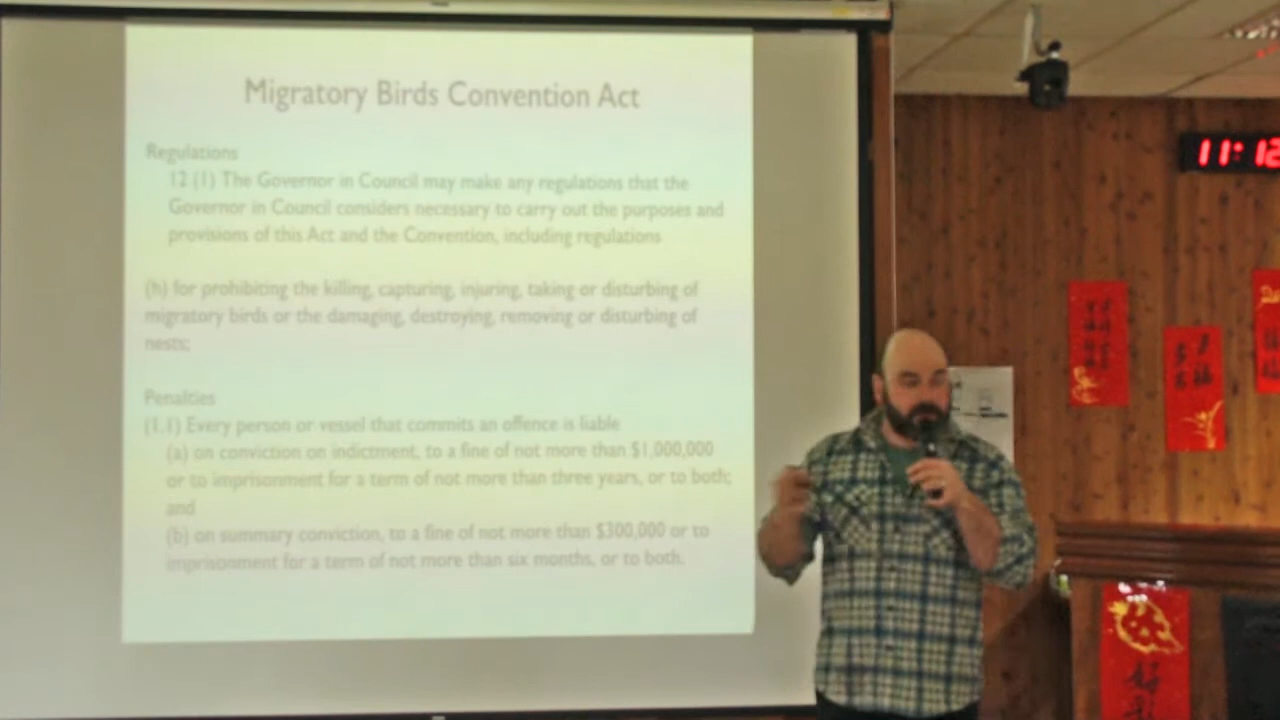 Migratory Birds Convention Act
Regulations
12 (1) The Governor in Council may make any regulations that the
Governor in Council considers necessary to carry out the purposes and
provisions of this Act and the Convention, including regulations
(h) for prohibiting the killing, capturing, injuring, taking or disturbing of
migratory birds or the damaging, destroying, removing or disturbing of
nests;
Penalties
(1.1) Every person or vessel that commits an offence is liable
(a) on conviction on indictment, to a fine of not more than $1,000,000
or to imprisonment for a term of not more than three years, or to both;
and
(b) on summary conviction, to a fine of not more than $300,000 or to
imprisonment for a term of not more than six months, or to both.
11:12